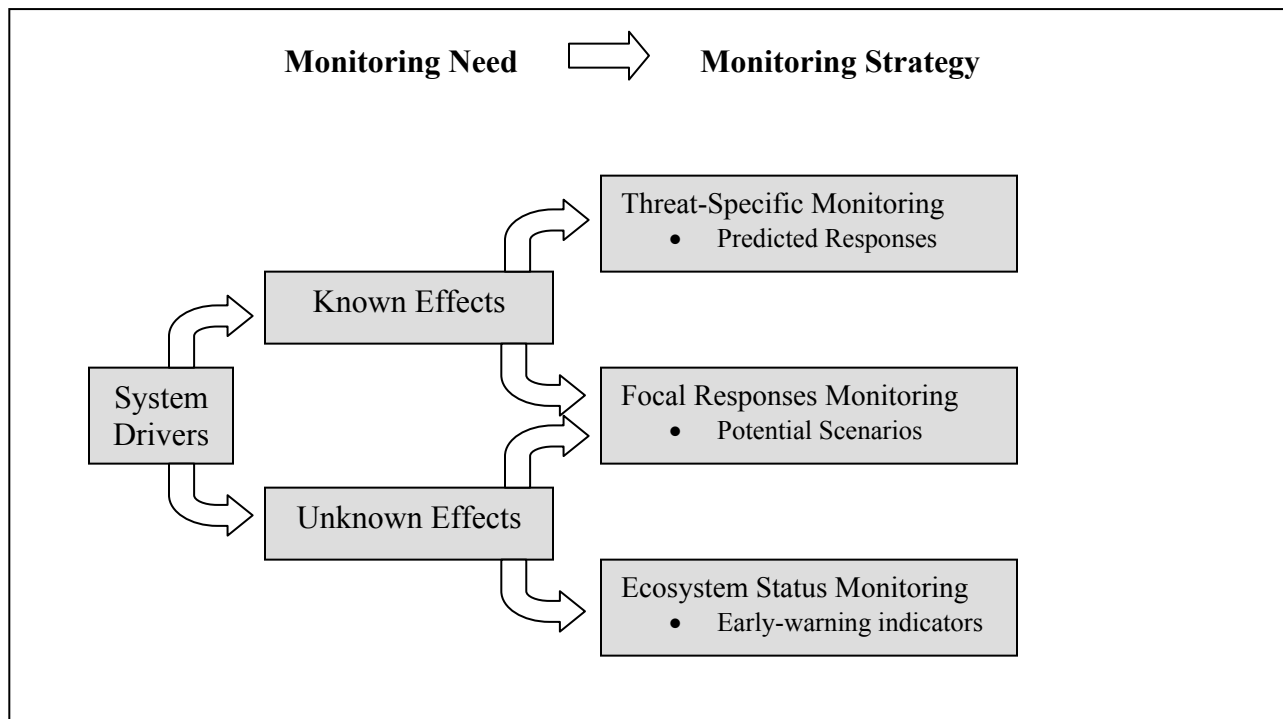 Monitoring Need
Monitoring Strategy
Threat-Specific Monitoring
• Predicted Responses
Known Effects
System
Drivers
Focal Responses Monitoring
• Potential Scenarios
Unknown Effects
Ecosystem Status Monitoring
• Early-warning indicators